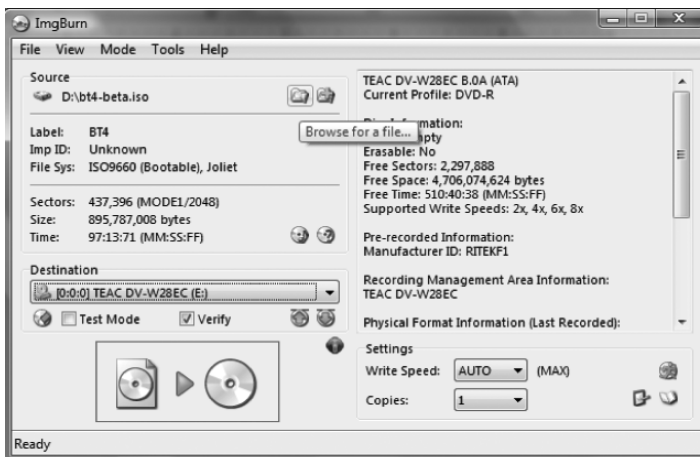 ImgBurn
File View Mode Tools Help
Source
D:\bt4-beta.iso
Browse for a file...
Label: BT4
Imp ID: Unknown
File Sys: ISO9660 (Bootable), Joliet
Sectors: 437,396 (MODE1/2048)
Size: 895,787,008 bytes
Time: 97:13:71 (MM:SS:FF)
Destination
[0:0:0] TEAC DV-W28EC (E:)
Test Mode Verify
TEAC DV-W28EC B.0A (ATA)
Current Profile: DVD-R
mation:
pty
Erasable: No
Free Sectors: 2,297,888
Free Space: 4,706,074,624 bytes
Free Time: 510:40:38 (MM:SS:FF)
Supported Write Speeds: 2x, 4x, 6x, 8x
Pre-recorded Information:
Manufacturer ID: RITEKF1
Recording Management Area Information:
TEAC DV-W28EC
Physical Format Information (Last Recorded):
Settings
Write Speed: AUTO (MAX)
Copies: 1
Ready